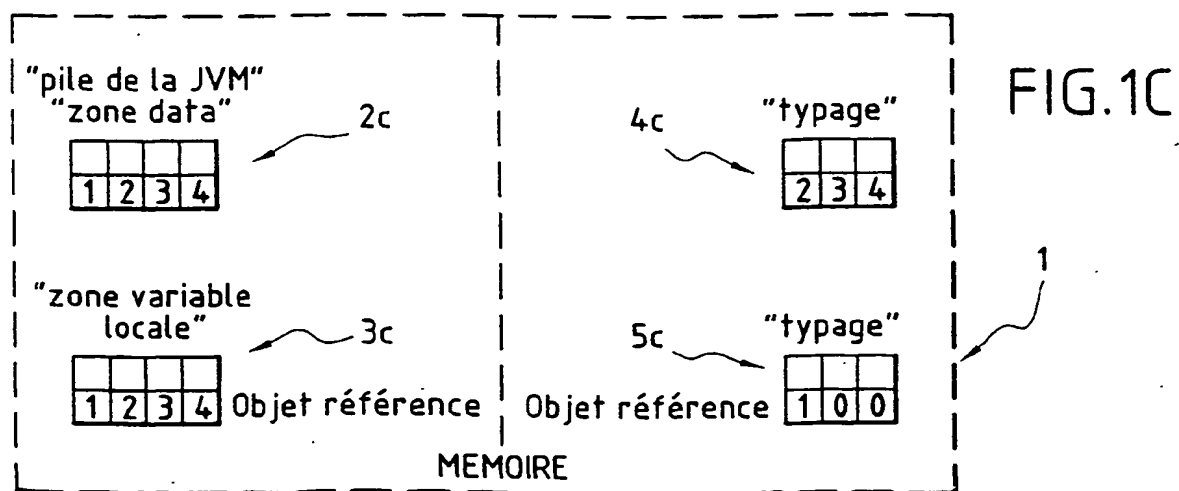 "pile de la JVM"
"zone data"
2c
1 2 3 4
4c
"typage"
2 3 4
FIG.1C
"zone variable
locale"
3c
1 2 3 4 Objet référence
5c
"typage"
Objet référence 1 0 0
1
MEMOIRE